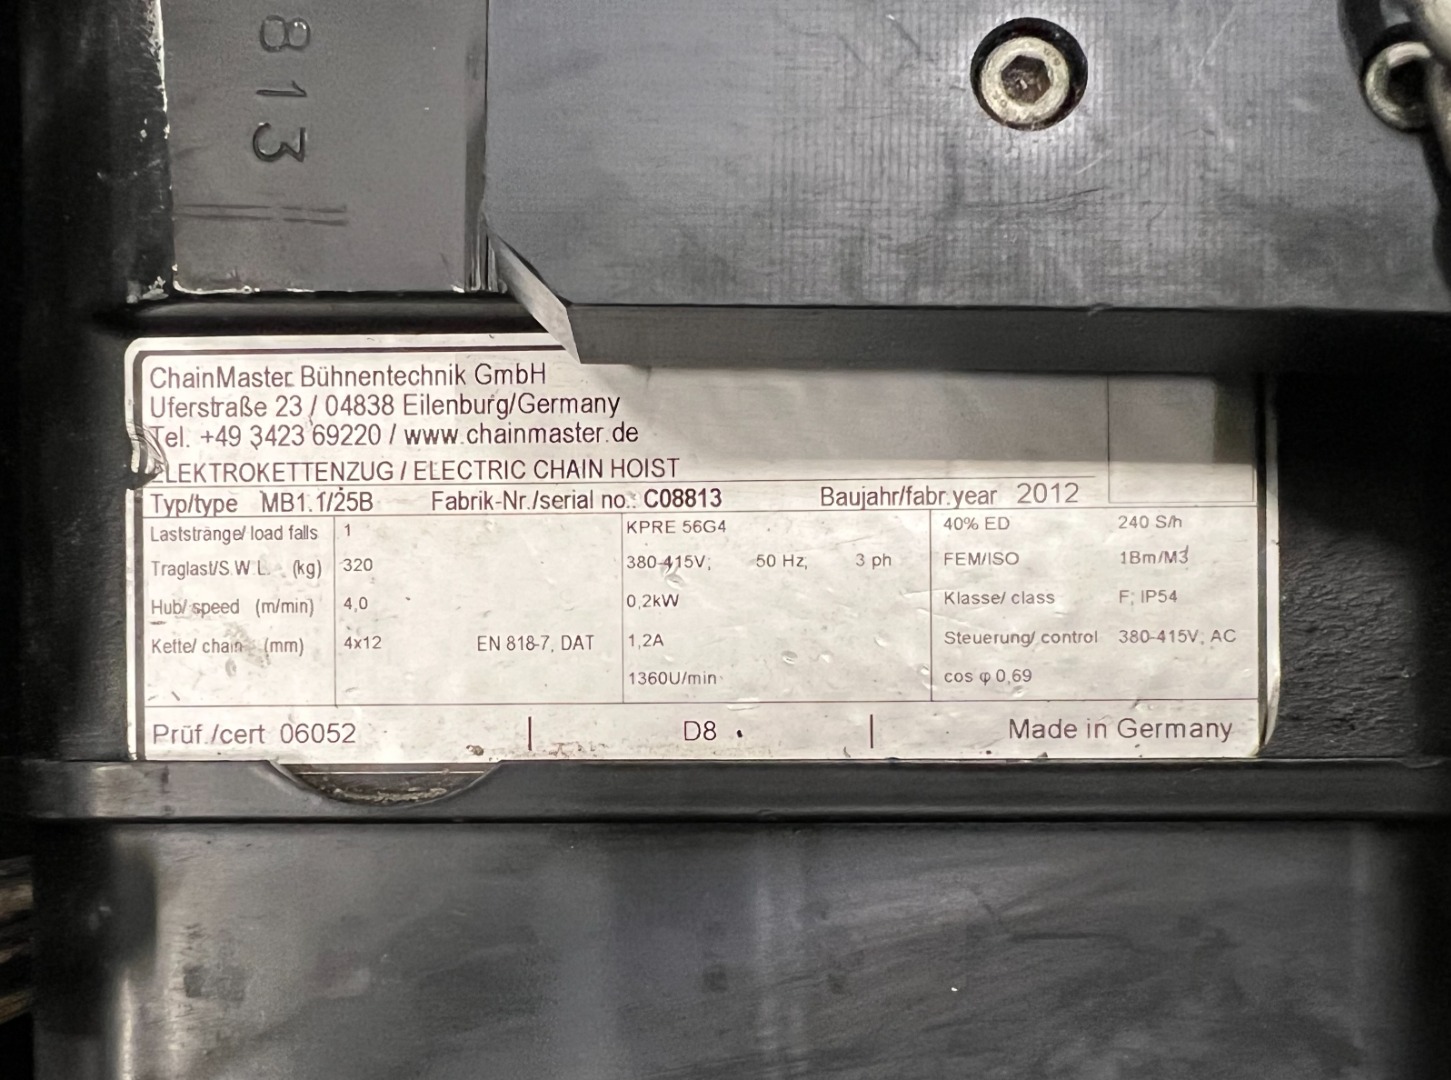 813
ChainMaster Bühnentechnik GmbH
Uferstraße 23 / 04838 Eilenburg/Germany
Tel. +49 3423 69220 / www.chainmaster.de
ELEKTROKETTENZUG / ELECTRIC CHAIN HOIST
Typ/type MB1.1/25B Fabrik-Nr./serial no.: C08813 Baujahr/fabr.year 2012
Laststränge/ load falls 1 KPRE 56G4 40% ED 240 S/h
Traglast/S.W.L. (kg) 320 380-415V; 50 Hz, 3 ph FEM/ISO 1Bm/M3
Hub/ speed (m/min) 4,0 0,2kW Klasse/ class F; IP54
Kette/ chain (mm) 4x12 EN 818-7, DAT 1,2A Steuerung/ control 380-415V; AC
1360U/min cos φ 0,69
Prüf./cert 06052 | D8 | Made in Germany